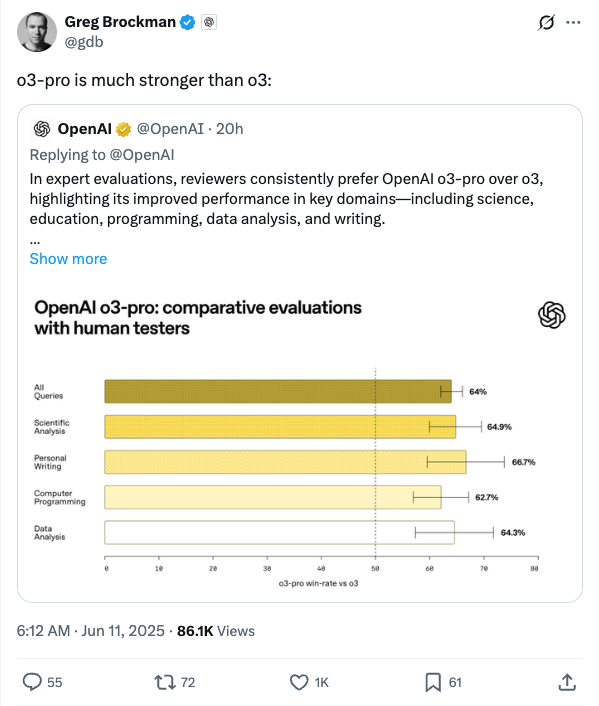 Greg Brockman
@gdb
o3-pro is much stronger than o3:
OpenAI @OpenAI · 20h
Replying to @OpenAI
In expert evaluations, reviewers consistently prefer OpenAI o3-pro over o3,
highlighting its improved performance in key domains—including science,
education, programming, data analysis, and writing.
...
Show more
OpenAI o3-pro: comparative evaluations
with human testers
All
Queries
64%
Scientific
Analysis
64.9%
Personal
Writing
66.7%
Computer
Programming
62.7%
Data
Analysis
64.3%
0 10 20 30 40 50 60 70 80
o3-pro win-rate vs o3
6:12 AM · Jun 11, 2025 · 86.1K Views
55 72 1K 61